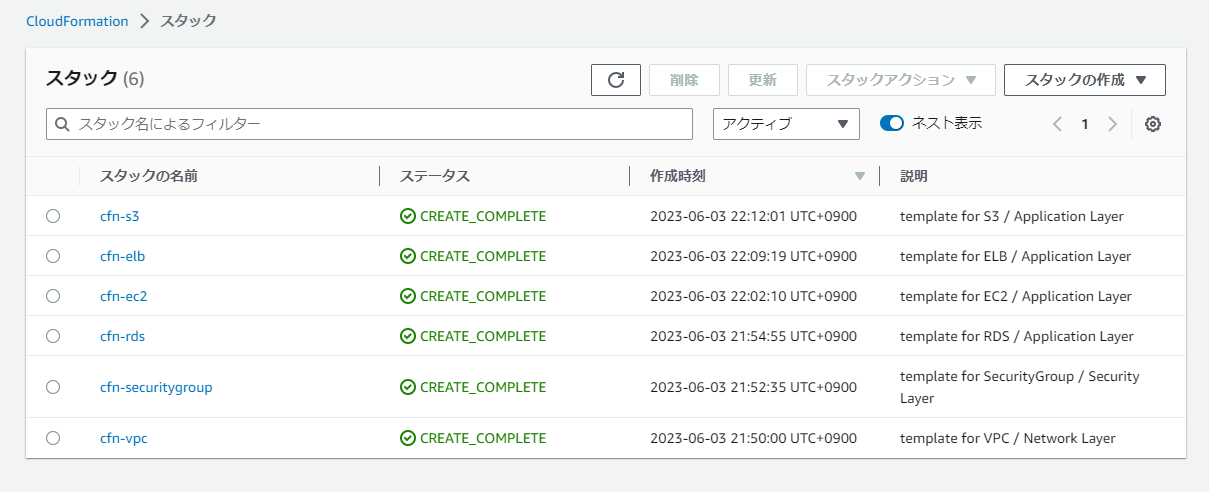 CloudFormation > スタック
スタック (6)
削除 更新 スタックアクション ▼ スタックの作成 ▼
スタック名によるフィルター アクティブ ▼ ネスト表示 < 1 >
スタックの名前 ステータス 作成時刻 ▼ 説明
cfn-s3 CREATE_COMPLETE 2023-06-03 22:12:01 UTC+0900 template for S3 / Application Layer
cfn-elb CREATE_COMPLETE 2023-06-03 22:09:19 UTC+0900 template for ELB / Application Layer
cfn-ec2 CREATE_COMPLETE 2023-06-03 22:02:10 UTC+0900 template for EC2 / Application Layer
cfn-rds CREATE_COMPLETE 2023-06-03 21:54:55 UTC+0900 template for RDS / Application Layer
cfn-securitygroup CREATE_COMPLETE 2023-06-03 21:52:35 UTC+0900 template for SecurityGroup / Security
Layer
cfn-vpc CREATE_COMPLETE 2023-06-03 21:50:00 UTC+0900 template for VPC / Network Layer